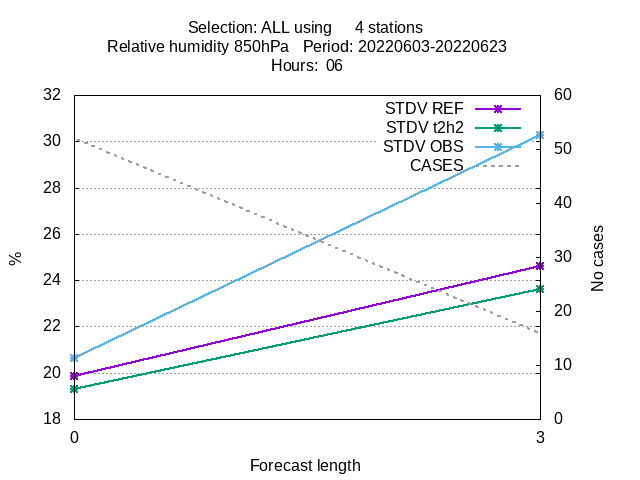 Selection: ALL using     4 stations
Relative humidity 850hPa   Period: 20220603-20220623
Hours:  06
32
30
28
26
24
22
20
18
60
50
40
30
20
10
0
STDV REF
STDV t2h2
STDV OBS
CASES
%
No cases
0
3
Forecast length